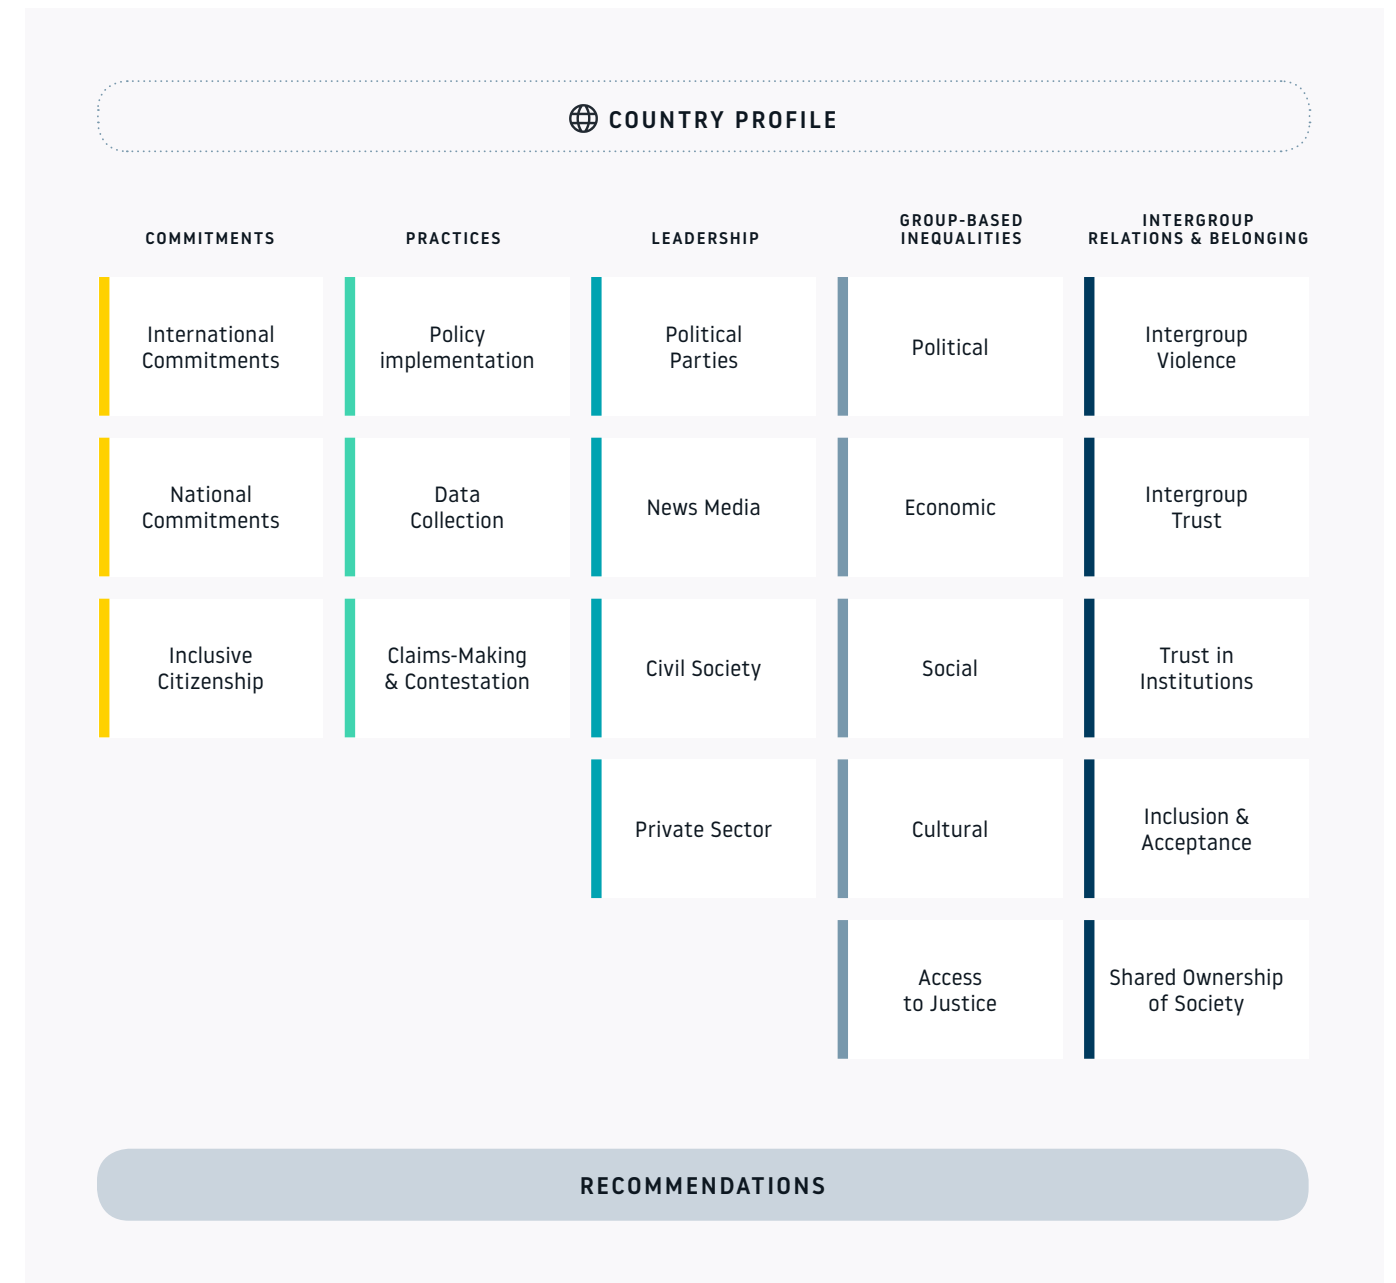 COUNTRY PROFILE
COMMITMENTS
International
Commitments
National
Commitments
Inclusive
Citizenship
PRACTICES
Policy
implementation
Data
Collection
Claims-Making
& Contestation
LEADERSHIP
Political
Parties
News Media
Civil Society
Private Sector
GROUP-BASED
INEQUALITIES
Political
Economic
Social
Cultural
Access
to Justice
INTERGROUP
RELATIONS & BELONGING
Intergroup
Violence
Intergroup
Trust
Trust in
Institutions
Inclusion &
Acceptance
Shared Ownership
of Society
RECOMMENDATIONS